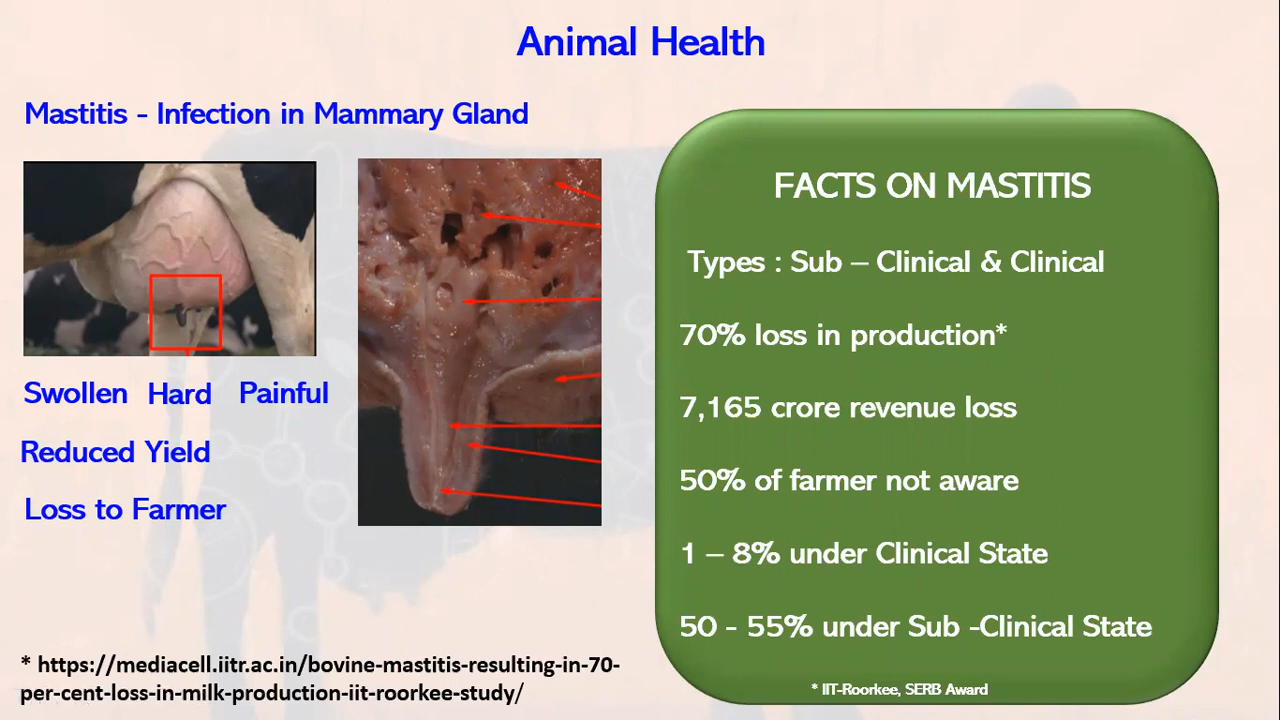 Animal Health
Mastitis - Infection in Mammary Gland
Swollen Hard Painful
Reduced Yield
Loss to Farmer
* https://mediacell.iitr.ac.in/bovine-mastitis-resulting-in-70-
per-cent-loss-in-milk-production-iit-roorkee-study/
FACTS ON MASTITIS
Types : Sub – Clinical & Clinical
70% loss in production*
7,165 crore revenue loss
50% of farmer not aware
1 – 8% under Clinical State
50 - 55% under Sub -Clinical State
* IIT-Roorkee, SERB Award